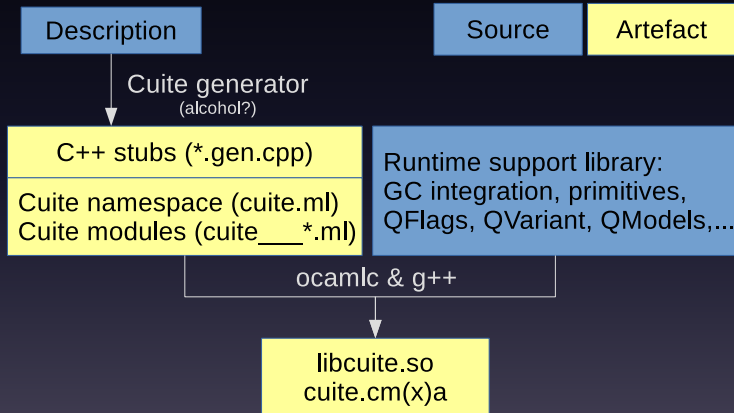 Description
Source
Artefact
Cuite generator
(alcohol?)
C++ stubs (*.gen.cpp)
Cuite namespace (cuite.ml)
Cuite modules (cuite___*.ml)
Runtime support library:
GC integration, primitives,
QFlags, QVariant, QModels,...
ocamlc & g++
libcuite.so
cuite.cm(x)a